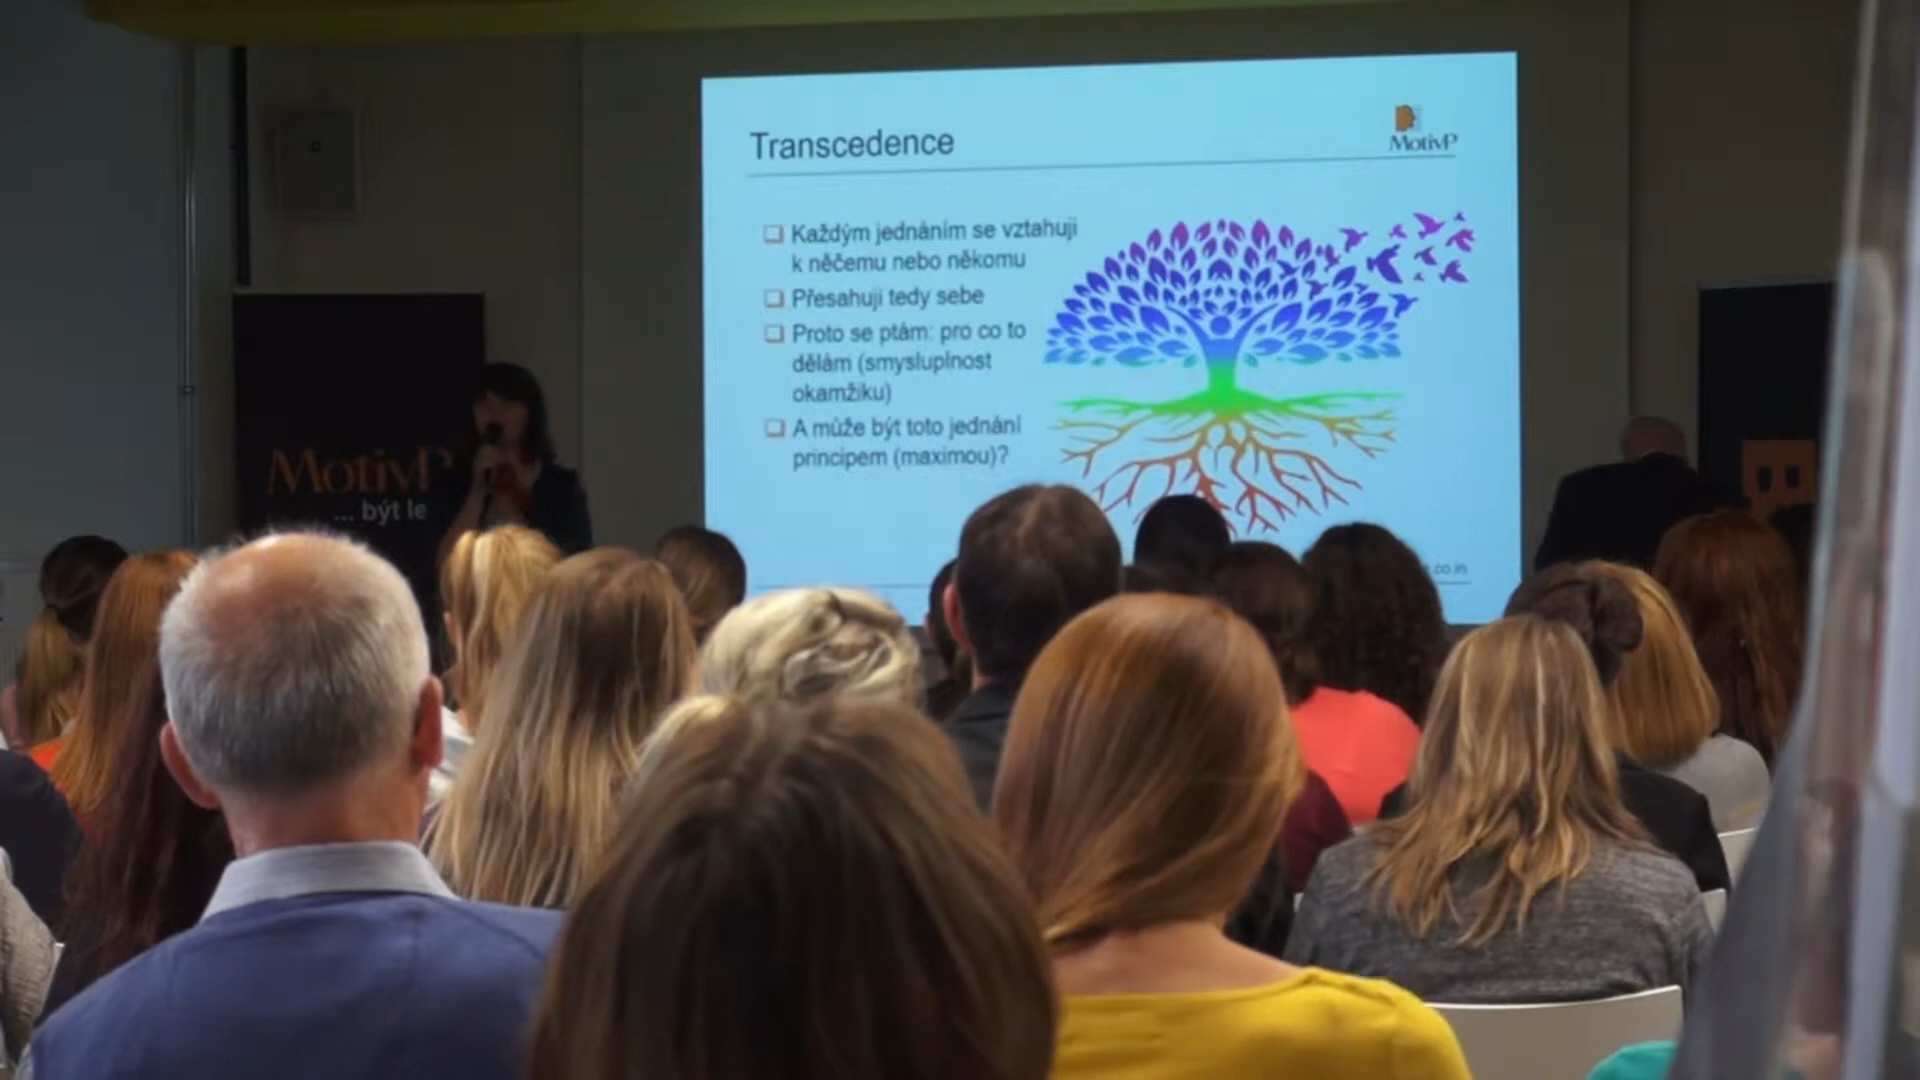 Transcedence
MotivP
Každým jednáním se vztahuji
k něčemu nebo někomu
Přesahuji tedy sebe
Proto se ptám: pro co to
dělám (smysluplnost
okamžiku)
A může být toto jednání
principem (maximou)?
MotivP
... být le